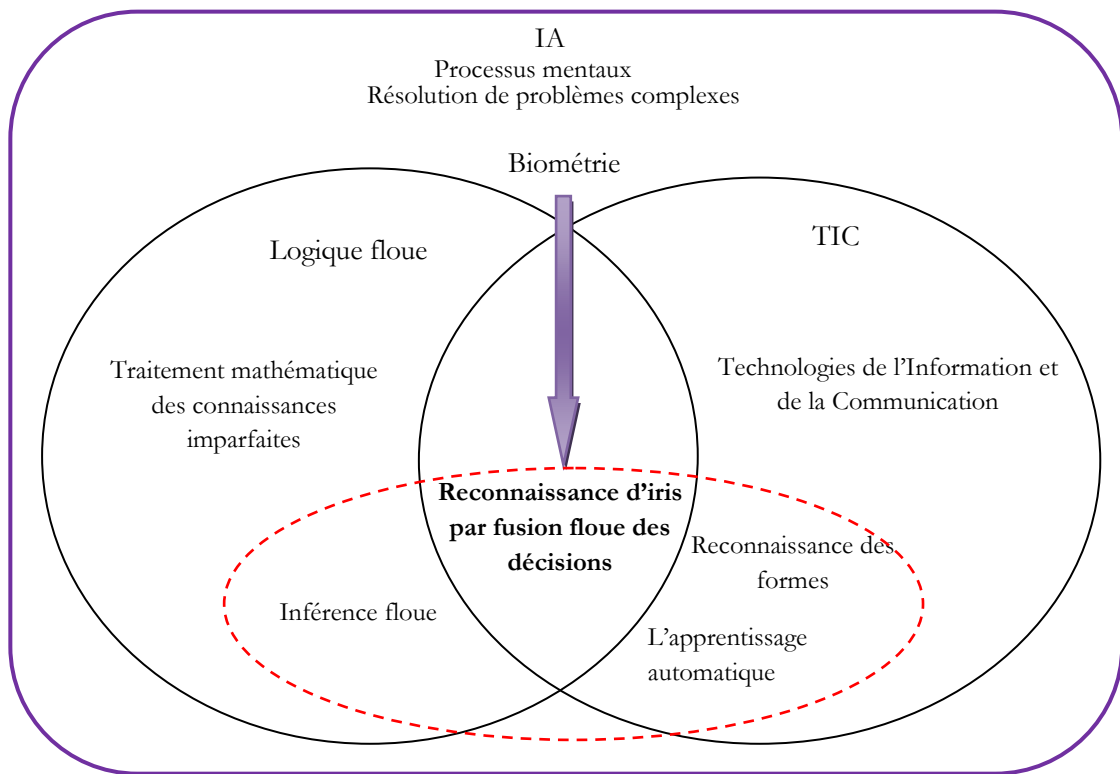 IA
Processus mentaux
Résolution de problèmes complexes
Biométrie
Logique floue
TIC
Traitement mathématique
des connaissances
imparfaites
Technologies de l’Information et
de la Communication
Reconnaissance d’iris
par fusion floue des
décisions
Reconnaissance des
formes
Inférence floue
L’apprentissage
automatique